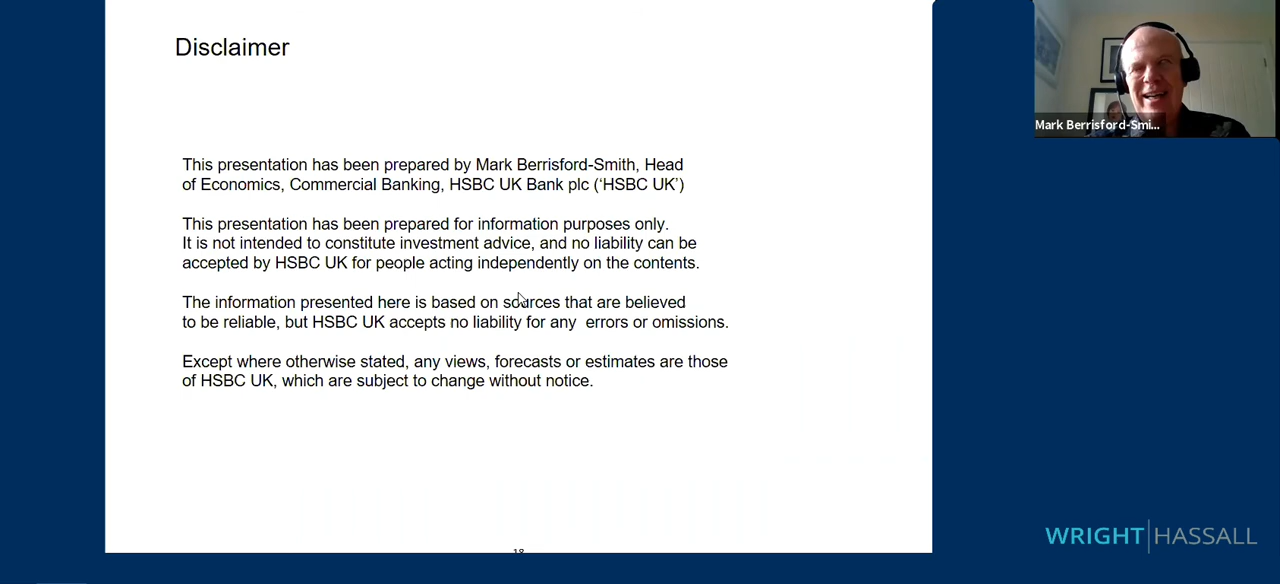 Disclaimer
Mark Berrisford-Smi...
This presentation has been prepared by Mark Berrisford-Smith, Head
of Economics, Commercial Banking, HSBC UK Bank plc (‘HSBC UK’)
This presentation has been prepared for information purposes only.
It is not intended to constitute investment advice, and no liability can be
accepted by HSBC UK for people acting independently on the contents.
The information presented here is based on sources that are believed
to be reliable, but HSBC UK accepts no liability for any  errors or omissions.
Except where otherwise stated, any views, forecasts or estimates are those
of HSBC UK, which are subject to change without notice.
WRIGHT|HASSALL
18